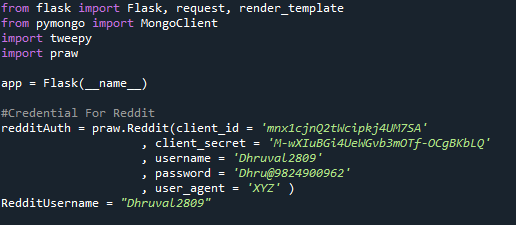 from flask import Flask, request, render_template
from pymongo import MongoClient
import tweepy
import praw
app = Flask(__name__)
#Credential For Reddit
redditAuth = praw.Reddit(client_id = 'mnx1cjnQ2tWcipkj4UM7SA'
, client_secret = 'M-wXIuBGi4UeWGvb3mOTf-OCgBKbLQ'
, username = 'Dhruval2809'
, password = 'Dhru@9824900962'
, user_agent = 'XYZ' )
RedditUsername = "Dhruval2809"